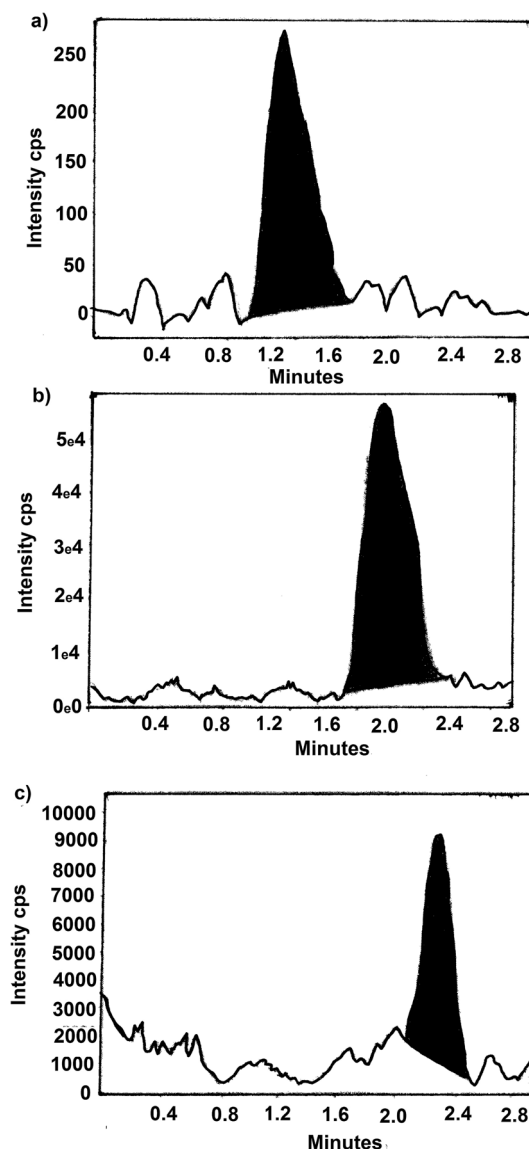 a)
Intensity cps
250
200
150
100
50
0
0.4 0.8 1.2 1.6 2.0 2.4 2.8
Minutes
b)
Intensity cps
5e4
4e4
3e4
2e4
1e4
0e0
0.4 0.8 1.2 1.6 2.0 2.4 2.8
Minutes
c)
Intensity cps
10000
9000
8000
7000
6000
5000
4000
3000
2000
1000
0
0.4 0.8 1.2 1.6 2.0 2.4 2.8
Minutes